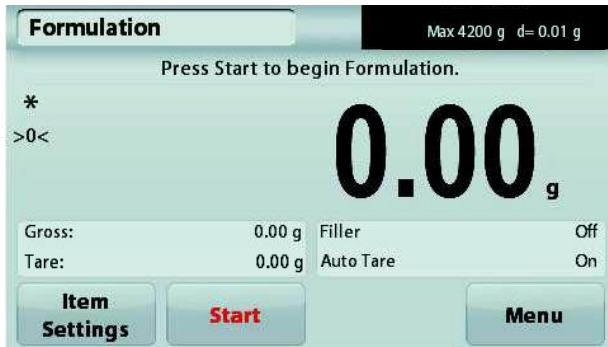 Formulation
Max 4200 g d= 0.01 g
Press Start to begin Formulation.
*
>0<
0.00 g
Gross: 0.00 g Filler Off
Tare: 0.00 g Auto Tare On
Item Settings
Start
Menu